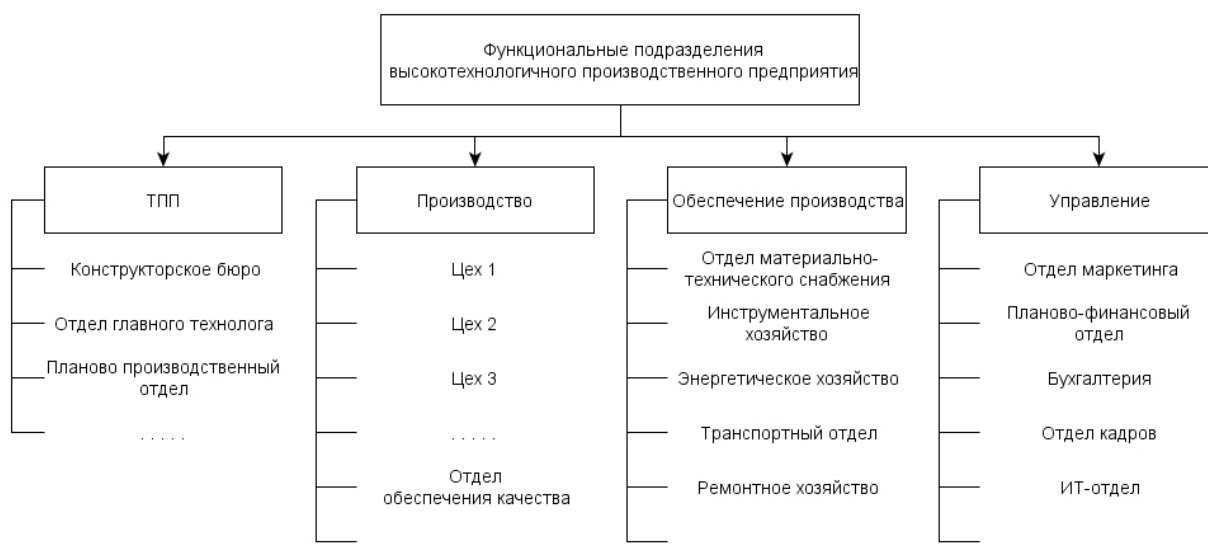 Функциональные подразделения
высокотехнологичного производственного предприятия
ТПП
Конструкторское бюро
Отдел главного технолога
Планово производственный
отдел
. . . . .
Производство
Цех 1
Цех 2
Цех 3
. . . . .
Отдел
обеспечения качества
Обеспечение производства
Отдел материально-
технического снабжения
Инструментальное
хозяйство
Энергетическое хозяйство
Транспортный отдел
Ремонтное хозяйство
Управление
Отдел маркетинга
Планово-финансовый
отдел
Бухгалтерия
Отдел кадров
ИТ-отдел